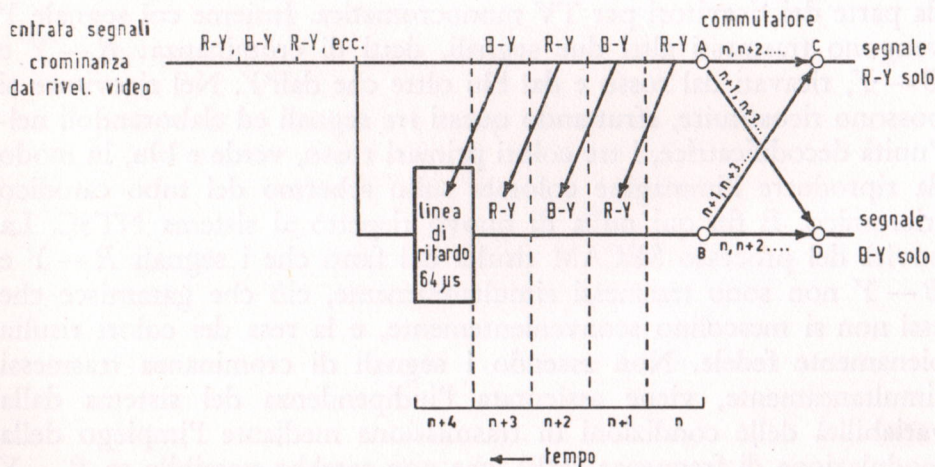 entrata segnali
crominanza
dal rivel. video
R-Y B-Y R-Y ecc.
R-Y B-Y R-Y B-Y R-Y
commutatore
A n,n+2... C
segnale
R-Y solo
n+1, n+3...
n+1,n+3....
linea
di
ritardo
64 µs
R-Y B-Y R-Y
B n,n+2.... D
segnale
B-Y solo
n+4 n+3 n+2 n+1 n
tempo